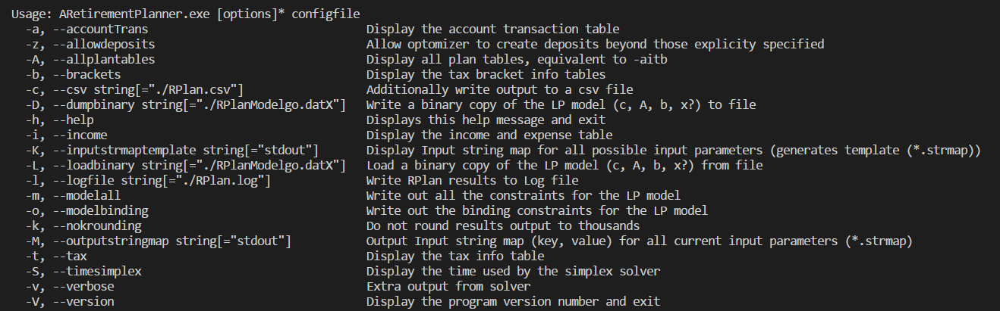 Usage: ARetirementPlanner.exe [options]* configfile
-a, --accountTrans Display the account transaction table
-z, --allowdeposits Allow optomizer to create deposits beyond those explicity specified
-A, --allplantables Display all plan tables, equivalent to -aitb
-b, --brackets Display the tax bracket info tables
-c, --csv string[="./RPlan.csv"] Additionally write output to a csv file
-D, --dumpbinary string[="./RPlanModelgo.datX"] Write a binary copy of the LP model (c, A, b, x?) to file
-h, --help Displays this help message and exit
-i, --income Display the income and expense table
-K, --inputstrmaptemplate string[="stdout"] Display Input string map for all possible input parameters (generates template (*.strmap))
-L, --loadbinary string[="./RPlanModelgo.datX"] Load a binary copy of the LP model (c, A, b, x?) from file
-l, --logfile string[="./RPlan.log"] Write RPlan results to Log file
-m, --modelall Write out all the constraints for the LP model
-o, --modelbinding Write out the binding constraints for the LP model
-k, --nokrounding Do not round results output to thousands
-M, --outputstringmap string[="stdout"] Output Input string map (key, value) for all current input parameters (*.strmap)
-t, --tax Display the tax info table
-S, --timesimplex Display the time used by the simplex solver
-v, --verbose Extra output from solver
-V, --version Display the program version number and exit